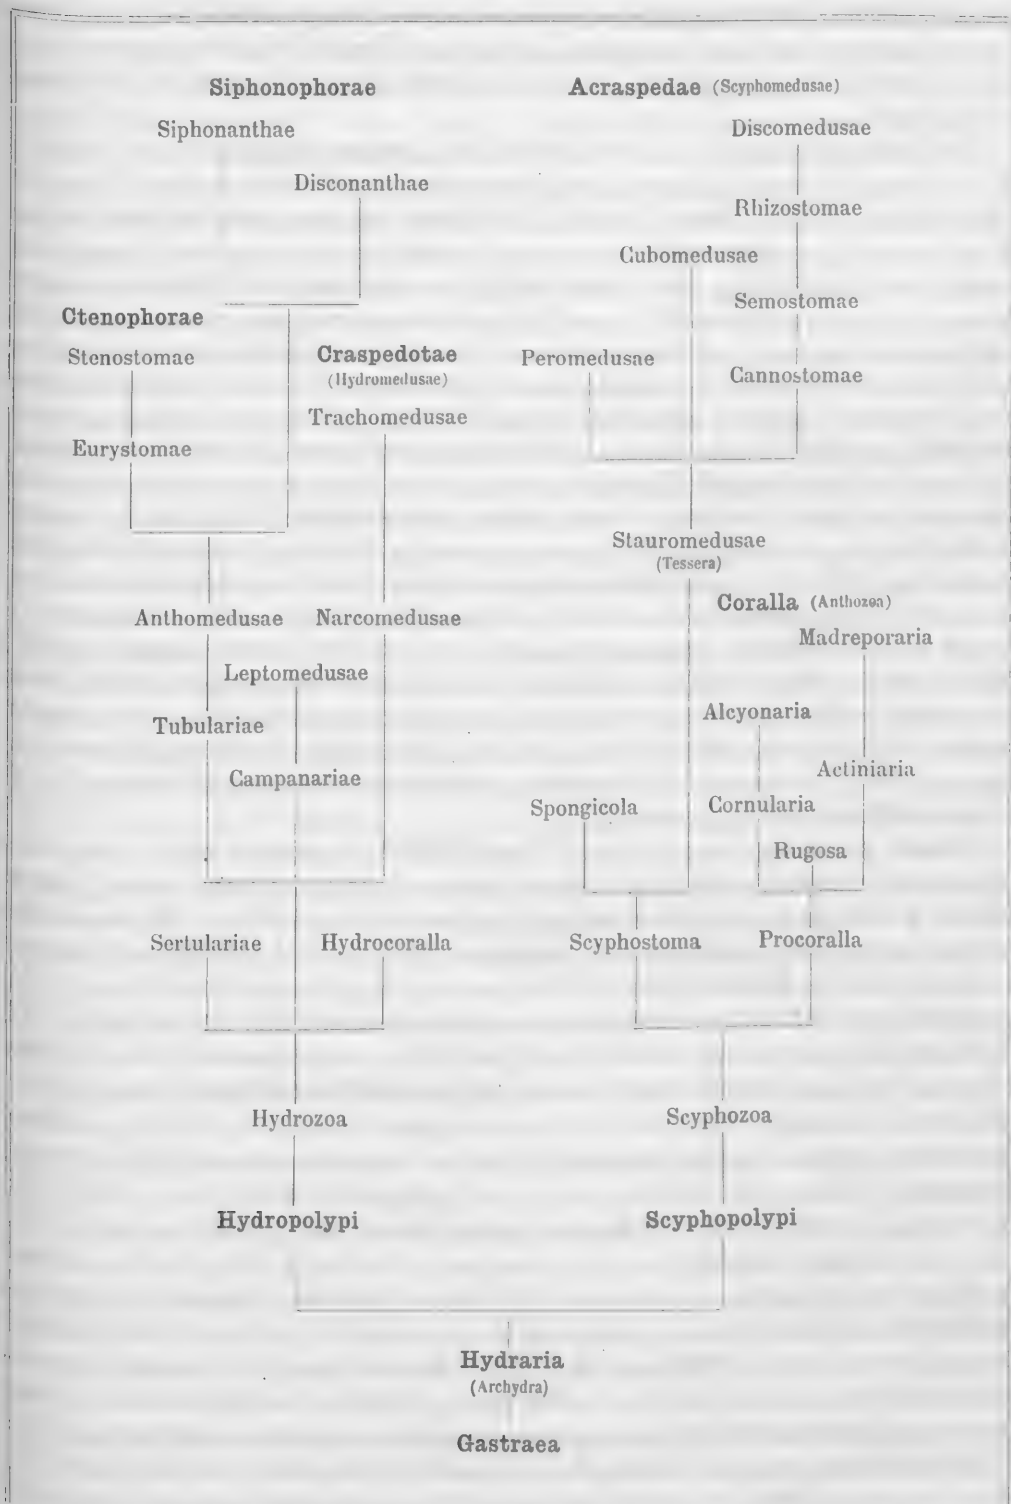 Siphonophorae
Acraspedae (Scyphomedusae)
Siphonanthae
Discomedusae
Disconanthae
Rhizostomae
Cubomedusae
Semostomae
Ctenophorae
Stenostomae
Craspedotae
(Hydromedusae)
Peromedusae
Cannostomae
Trachomedusae
Eurystomae
Stauromedusae
(Tessera)
Coralla (Anthozoa)
Anthomedusae
Narcomedusae
Madreporaria
Leptomedusae
Alcyonaria
Tubulariae
Campanariae
Actiniaria
Spongicola
Cornularia
Rugosa
Sertulariae
Hydrocoralla
Scyphostoma
Procoralla
Hydrozoa
Scyphozoa
Hydropolypi
Scyphopolypi
Hydraria
(Archydra)
Gastraea